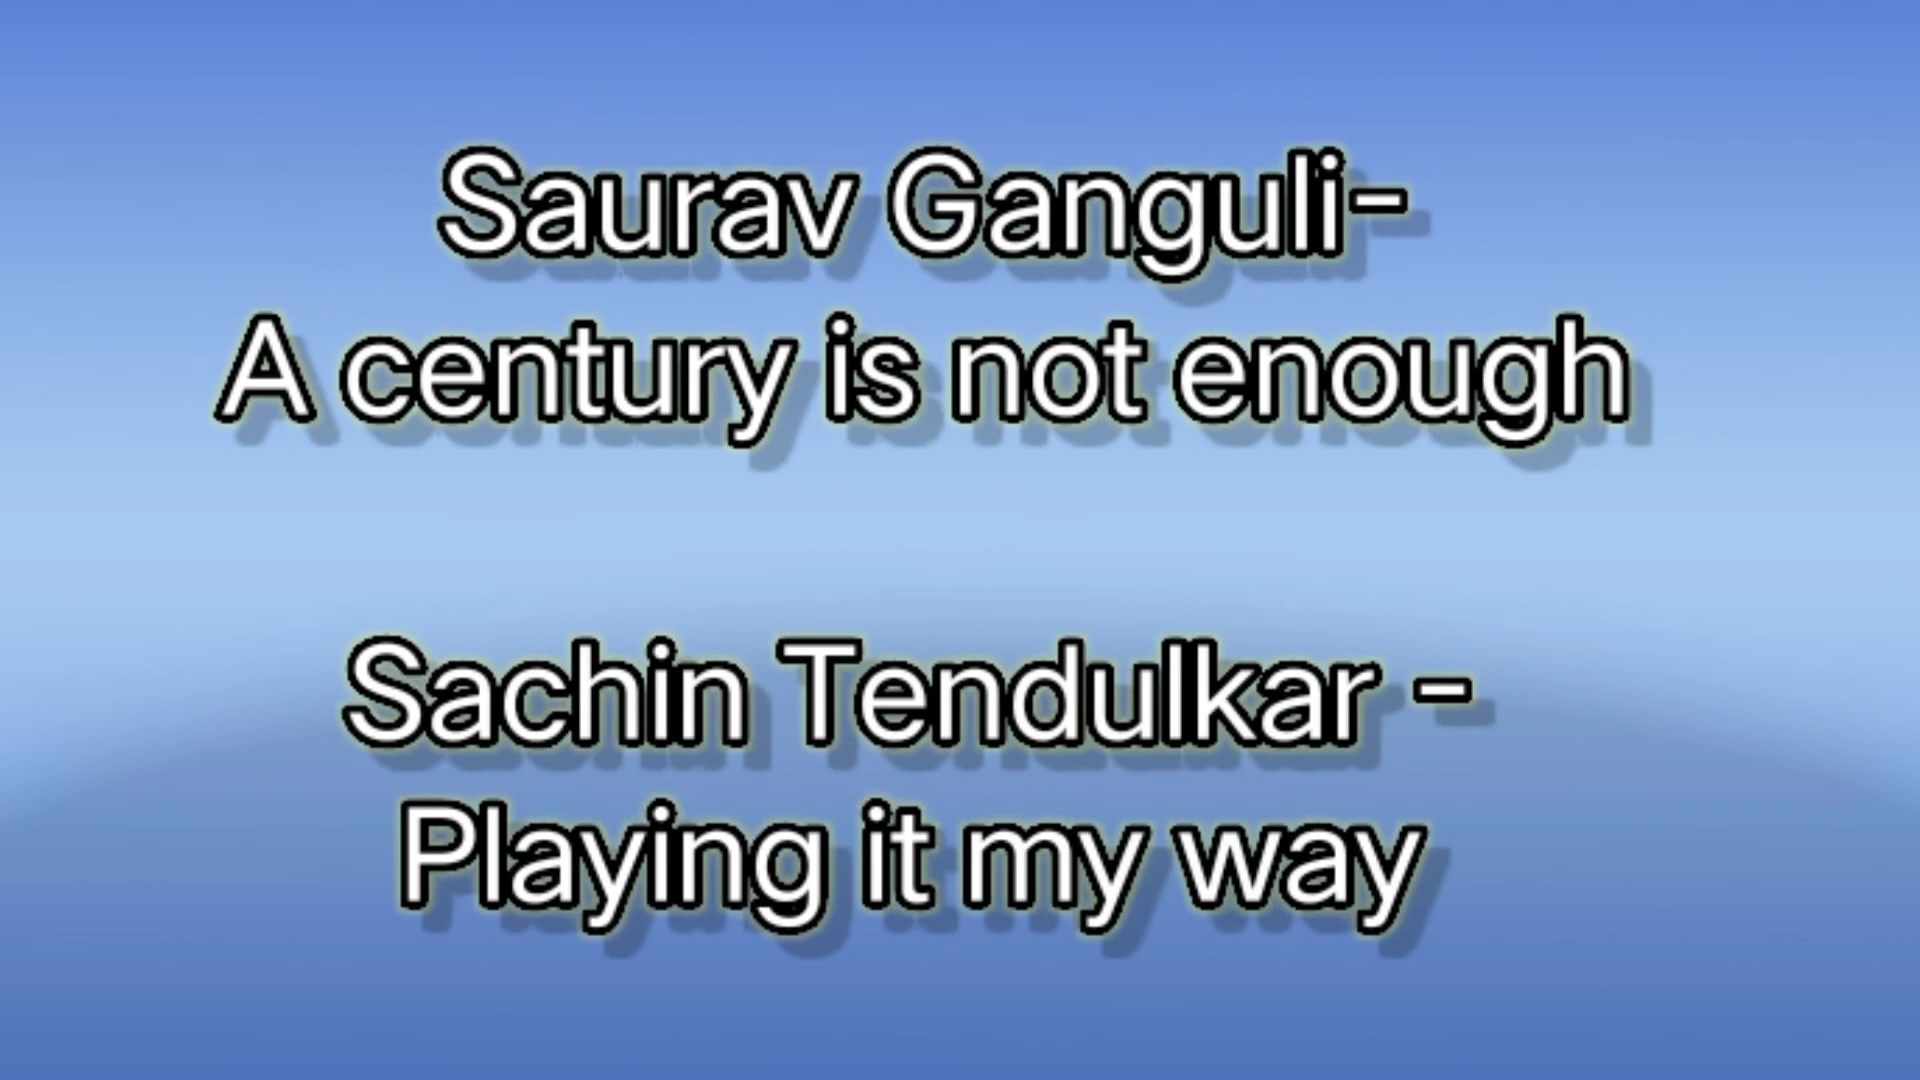 Saurav Ganguli-
A century is not enough
Sachin Tendulkar -
Playing it my way